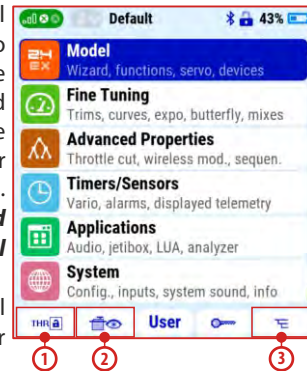 Default 43%
Model
Wizard, functions, servo, devices
Fine Tuning
Trims, curves, expo, butterfly, mixes
Advanced Properties
Throttle cut, wireless mod., sequen.
Timers/Sensors
Vario, alarms, displayed telemetry
Applications
Audio, jetibox, LUA, analyzer
System
Config., inputs, system sound, info
THR User
1 2 3